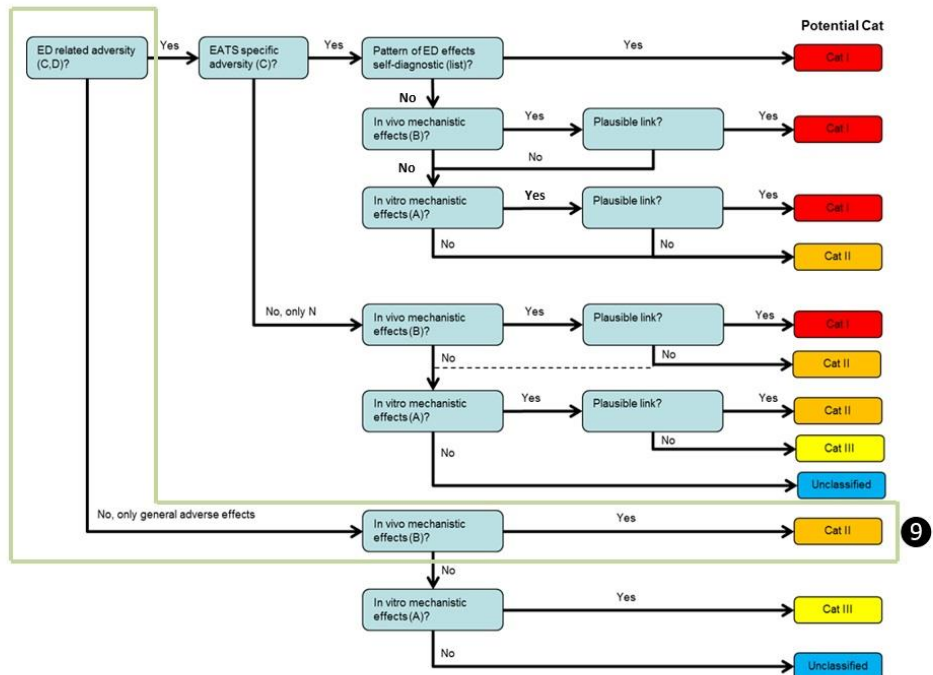 Potential Cat
ED related adversity
(C,D)?
Yes
EATS specific
adversity (C)?
Yes
Pattern of ED effects
self-diagnostic (list)?
Yes
Cat I
No
In vivo mechanistic
effects (B)?
Yes
Plausible link?
Yes
Cat I
No
No
In vitro mechanistic
effects (A)?
Yes
Plausible link?
Yes
Cat I
No
No
Cat II
No, only N
In vivo mechanistic
effects (B)?
Yes
Plausible link?
Yes
Cat I
No
No
Cat II
In vitro mechanistic
effects (A)?
Yes
Plausible link?
Yes
Cat II
No
No
Cat III
Unclassified
No, only general adverse effects
In vivo mechanistic
effects (B)?
Yes
Cat II
9
No
In vitro mechanistic
effects (A)?
Yes
Cat III
No
Unclassified